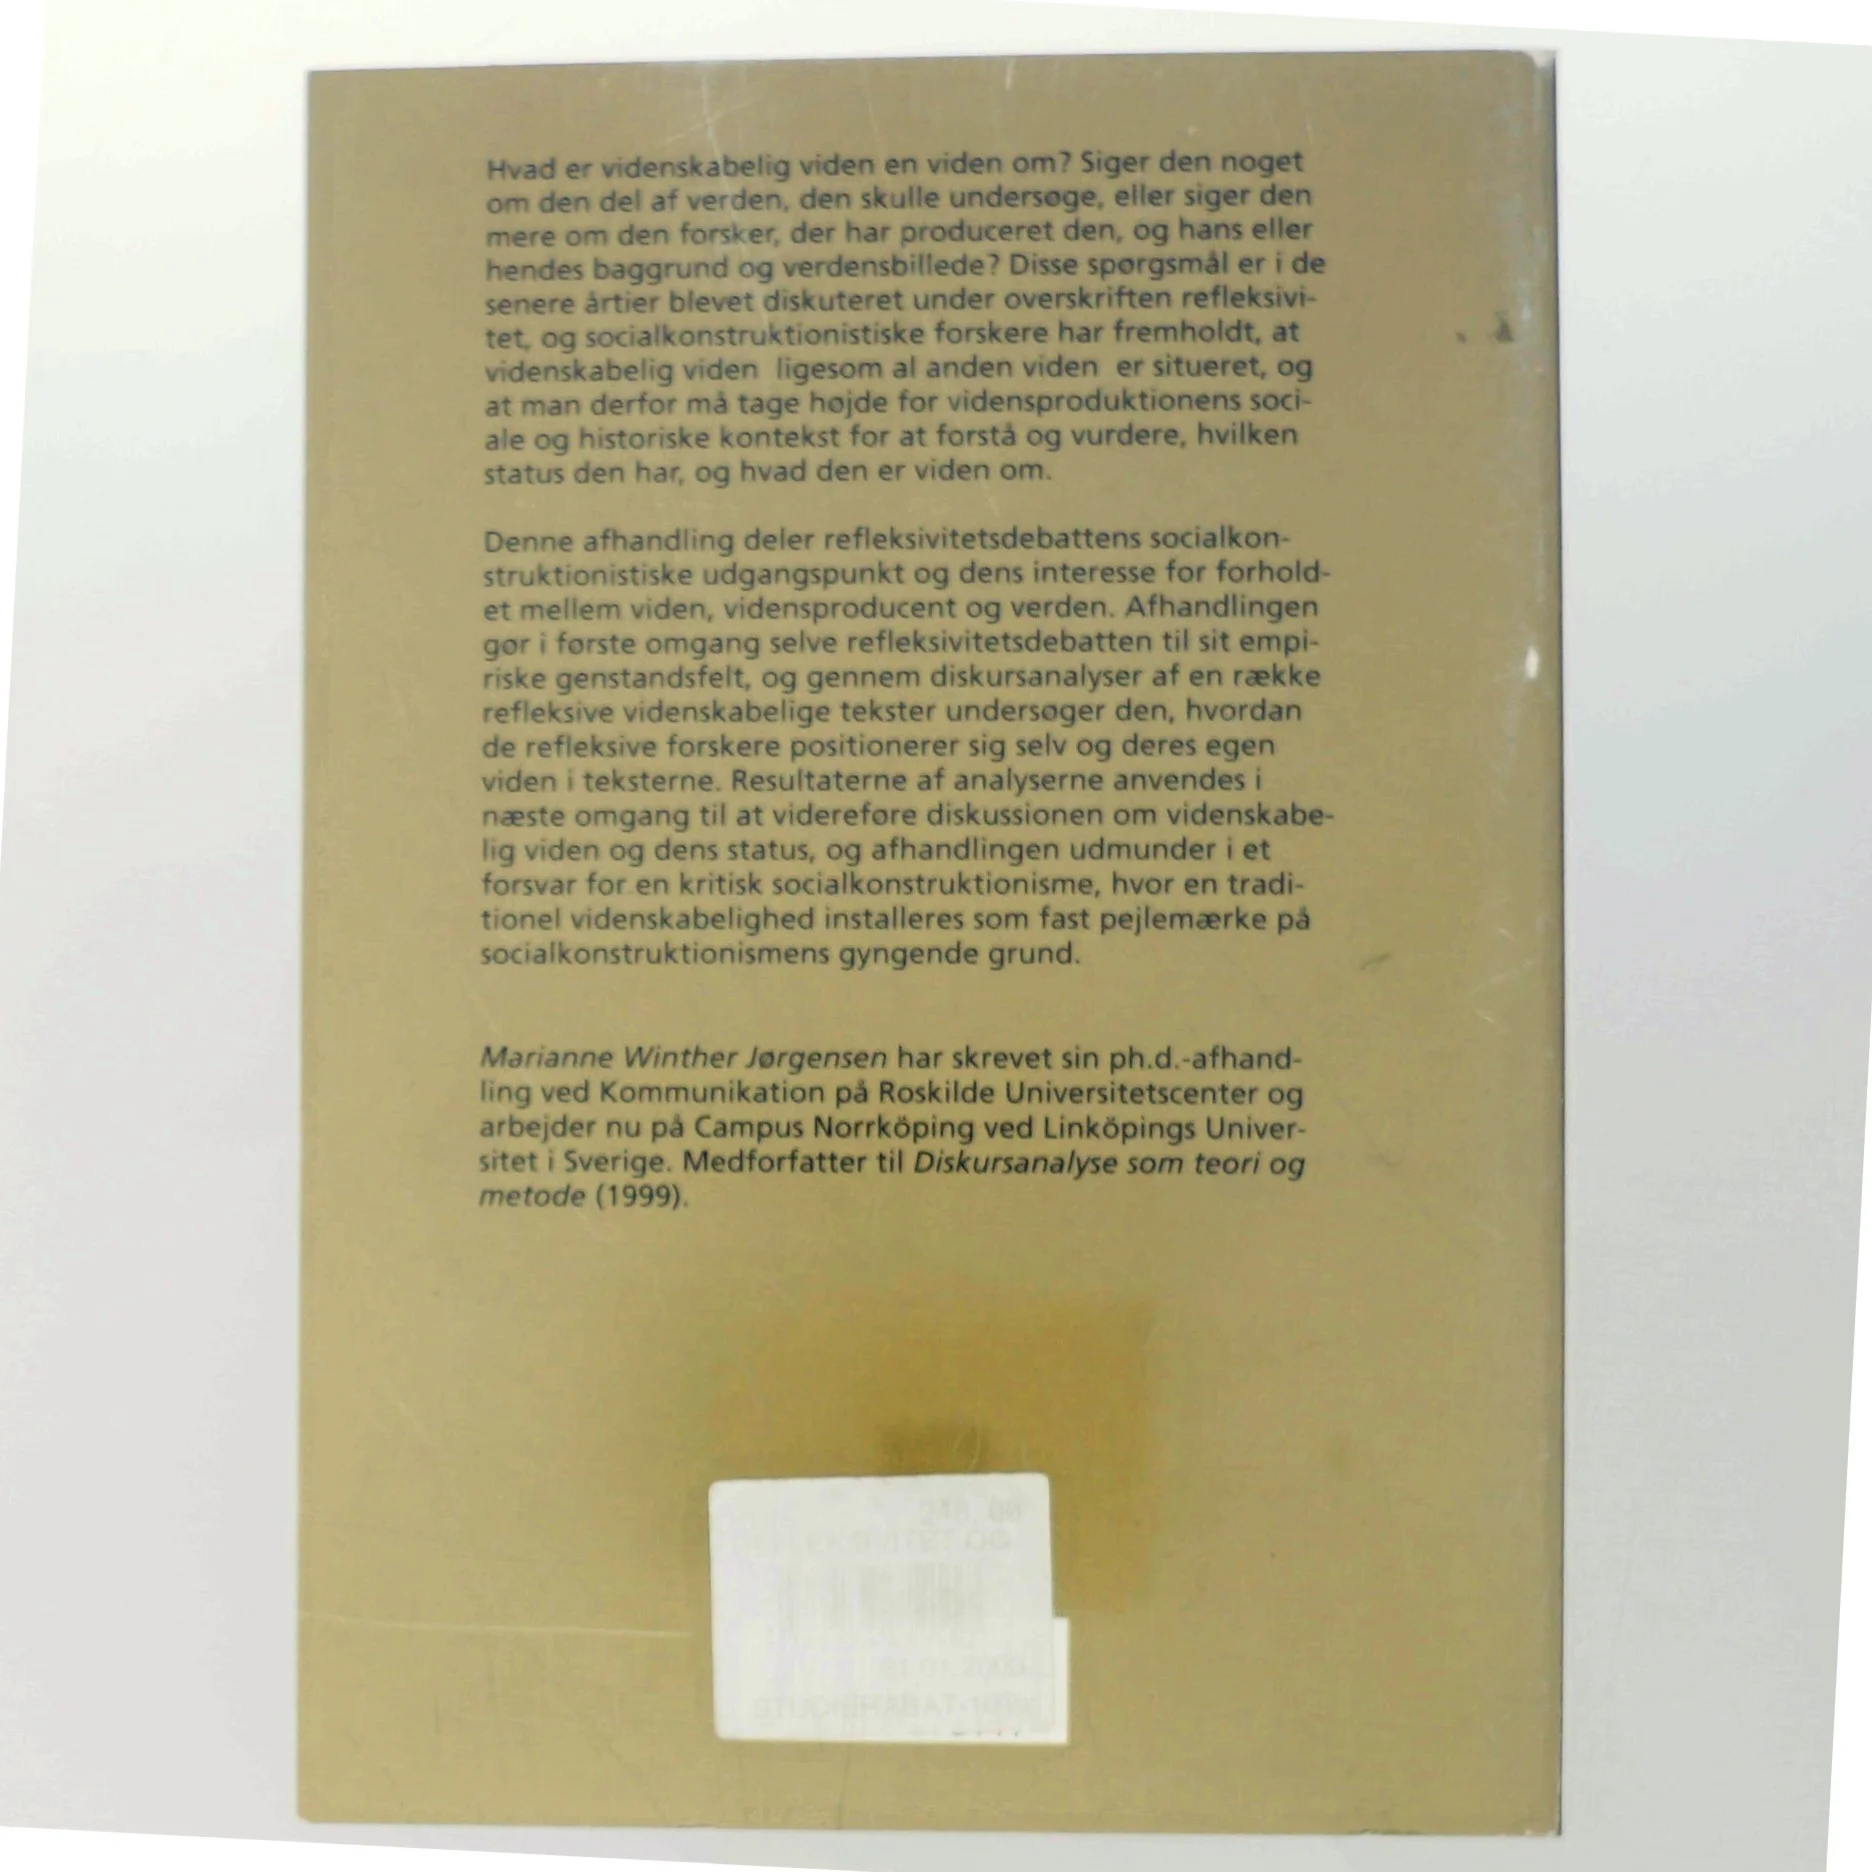 Hvad er videnskabelig viden en viden om? Siger den noget
om den del af verden, den skulle undersøge, eller siger den
mere om den forsker, der har produceret den, og hans eller
hendes baggrund og verdensbillede? Disse spørgsmål er i de
senere årtier blevet diskuteret under overskriften refleksivi-
tet, og socialkonstruktionistiske forskere har fremholdt, at
videnskabelig viden ligesom al anden viden er situeret, og
at man derfor må tage højde for vidensproduktionens soci-
ale og historiske kontekst for at forstå og vurdere, hvilken
status den har, og hvad den er viden om.
Denne afhandling deler refleksivitetsdebattens socialkon-
struktionistiske udgangspunkt og dens interesse for forhold-
et mellem viden, vidensproducent og verden. Afhandlingen
gør i første omgang selve refleksivitetsdebatten til sit empi-
riske genstandsfelt, og gennem diskursanalyser af en række
refleksive videnskabelige tekster undersøger den, hvordan
de refleksive forskere positionerer sig selv og deres egen
viden i teksterne. Resultaterne af analyserne anvendes i
næste omgang til at videreføre diskussionen om videnskabe-
lig viden og dens status, og afhandlingen udmunder i et
forsvar for en kritisk socialkonstruktionisme, hvor en tradi-
tionel videnskabelighed installeres som fast pejlemærke på
socialkonstruktionismens gyngende grund.
Marianne Winther Jørgensen har skrevet sin ph.d.-afhand-
ling ved Kommunikation på Roskilde Universitetscenter og
arbejder nu på Campus Norrköping ved Linköpings Univer-
sitet i Sverige. Medforfatter til Diskursanalyse som teori og
metode (1999).